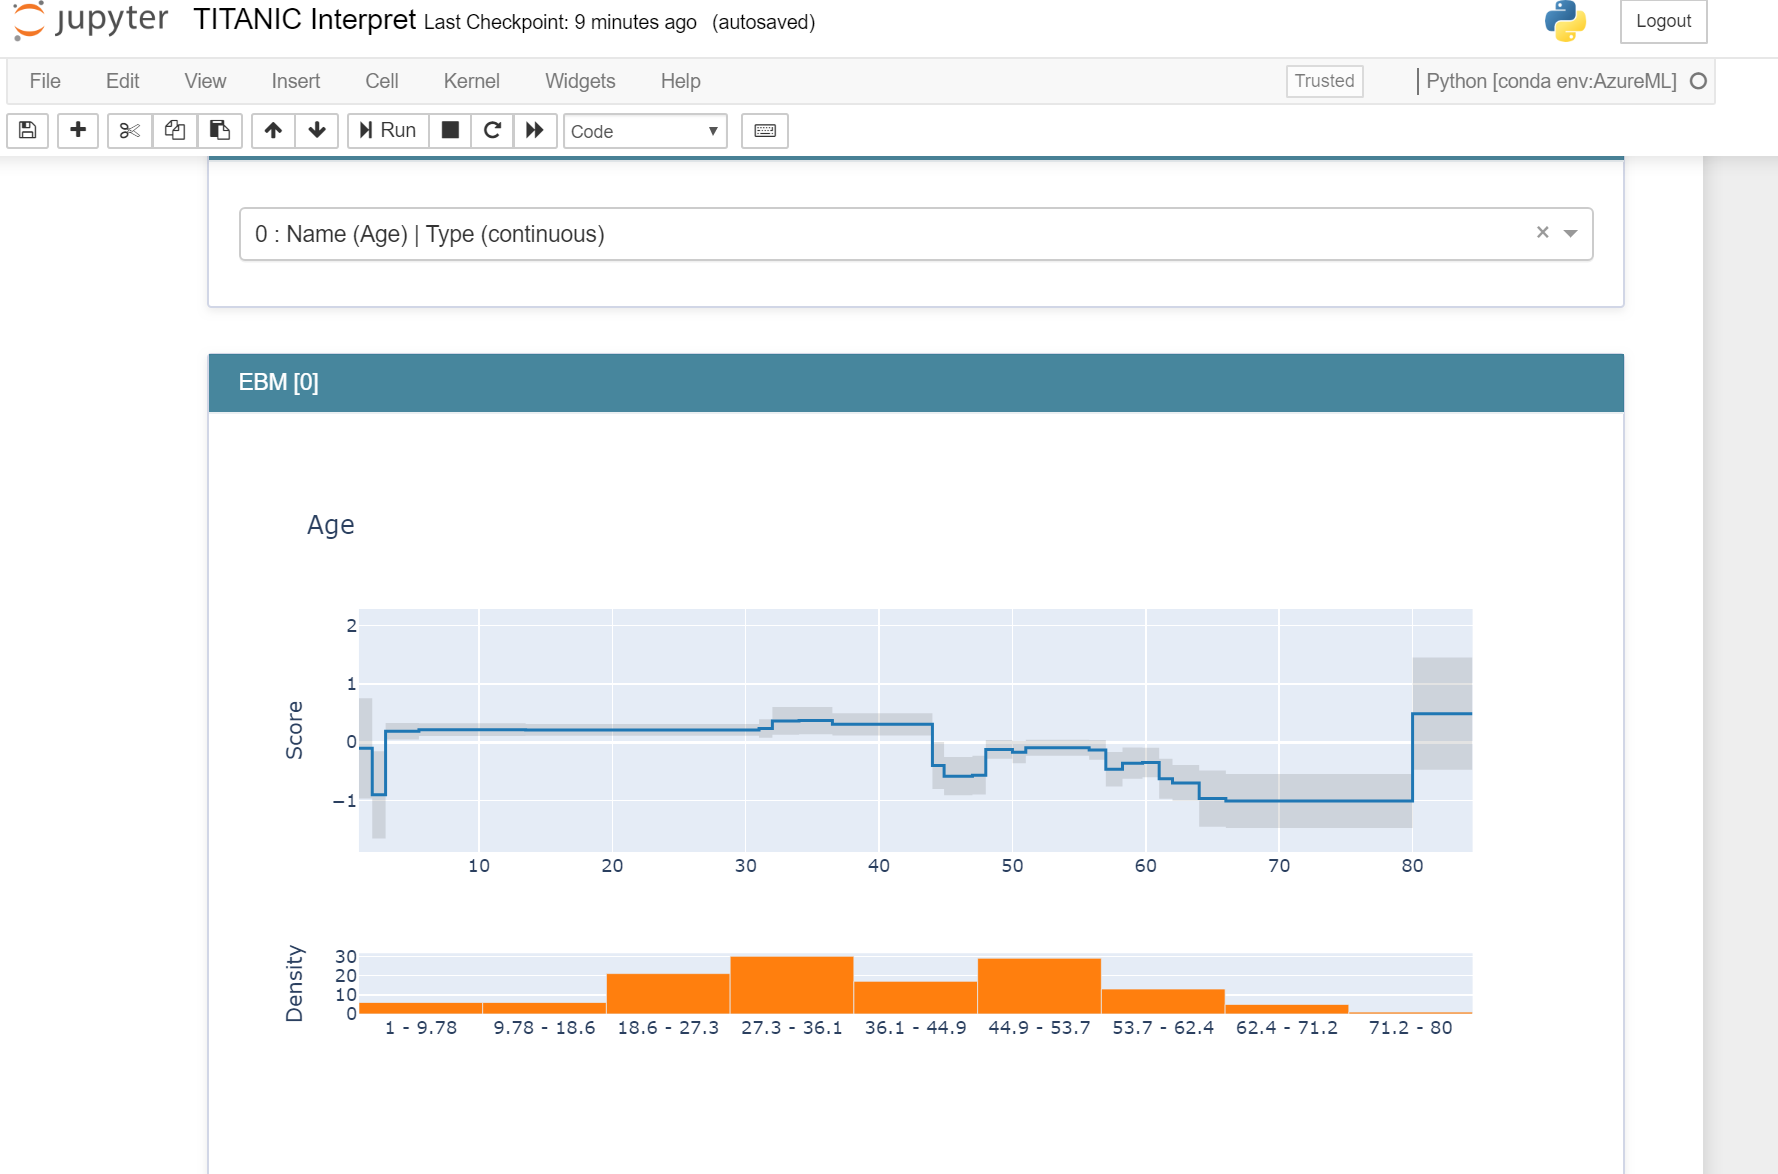 jupyter TITANIC Interpret Last Checkpoint: 9 minutes ago (autosaved) Logout
File Edit View Insert Cell Kernel Widgets Help Trusted Python [conda env:AzureML]
Run Code
0 : Name (Age) | Type (continuous) ×
EBM [0]
Age
2
1
0
−1
Score
10 20 30 40 50 60 70 80
30
20
10
0
Density
1 - 9.78 9.78 - 18.6 18.6 - 27.3 27.3 - 36.1 36.1 - 44.9 44.9 - 53.7 53.7 - 62.4 62.4 - 71.2 71.2 - 80